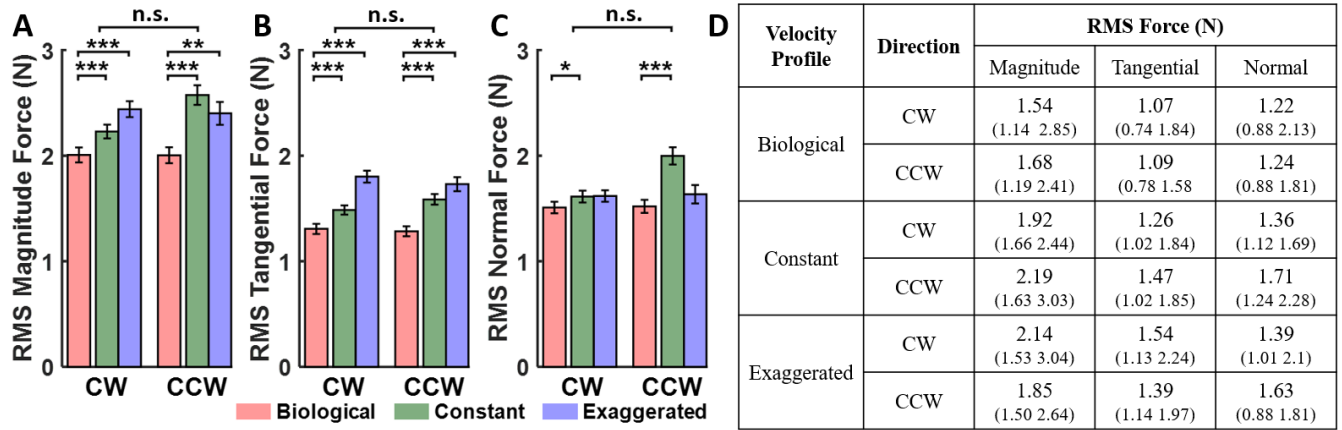 A
n.s.
***
**
***
***
RMS Magnitude Force (N)
3
2
1
0
CW
CCW
B
n.s.
***
***
***
***
RMS Tangential Force (N)
3
2
1
0
CW
CCW
C
n.s.
*
***
RMS Normal Force (N)
3
2
1
0
CW
CCW
Biological Constant Exaggerated
D
Velocity Profile Direction RMS Force (N)
Magnitude Tangential Normal
Biological
CW 1.54 1.07 1.22
(1.14 2.85) (0.74 1.84) (0.88 2.13)
CCW 1.68 1.09 1.24
(1.19 2.41) (0.78 1.58 (0.88 1.81)
Constant
CW 1.92 1.26 1.36
(1.66 2.44) (1.02 1.84) (1.12 1.69)
CCW 2.19 1.47 1.71
(1.63 3.03) (1.02 1.85) (1.24 2.28)
Exaggerated
CW 2.14 1.54 1.39
(1.53 3.04) (1.13 2.24) (1.01 2.1)
CCW 1.85 1.39 1.63
(1.50 2.64) (1.14 1.97) (0.88 1.81)